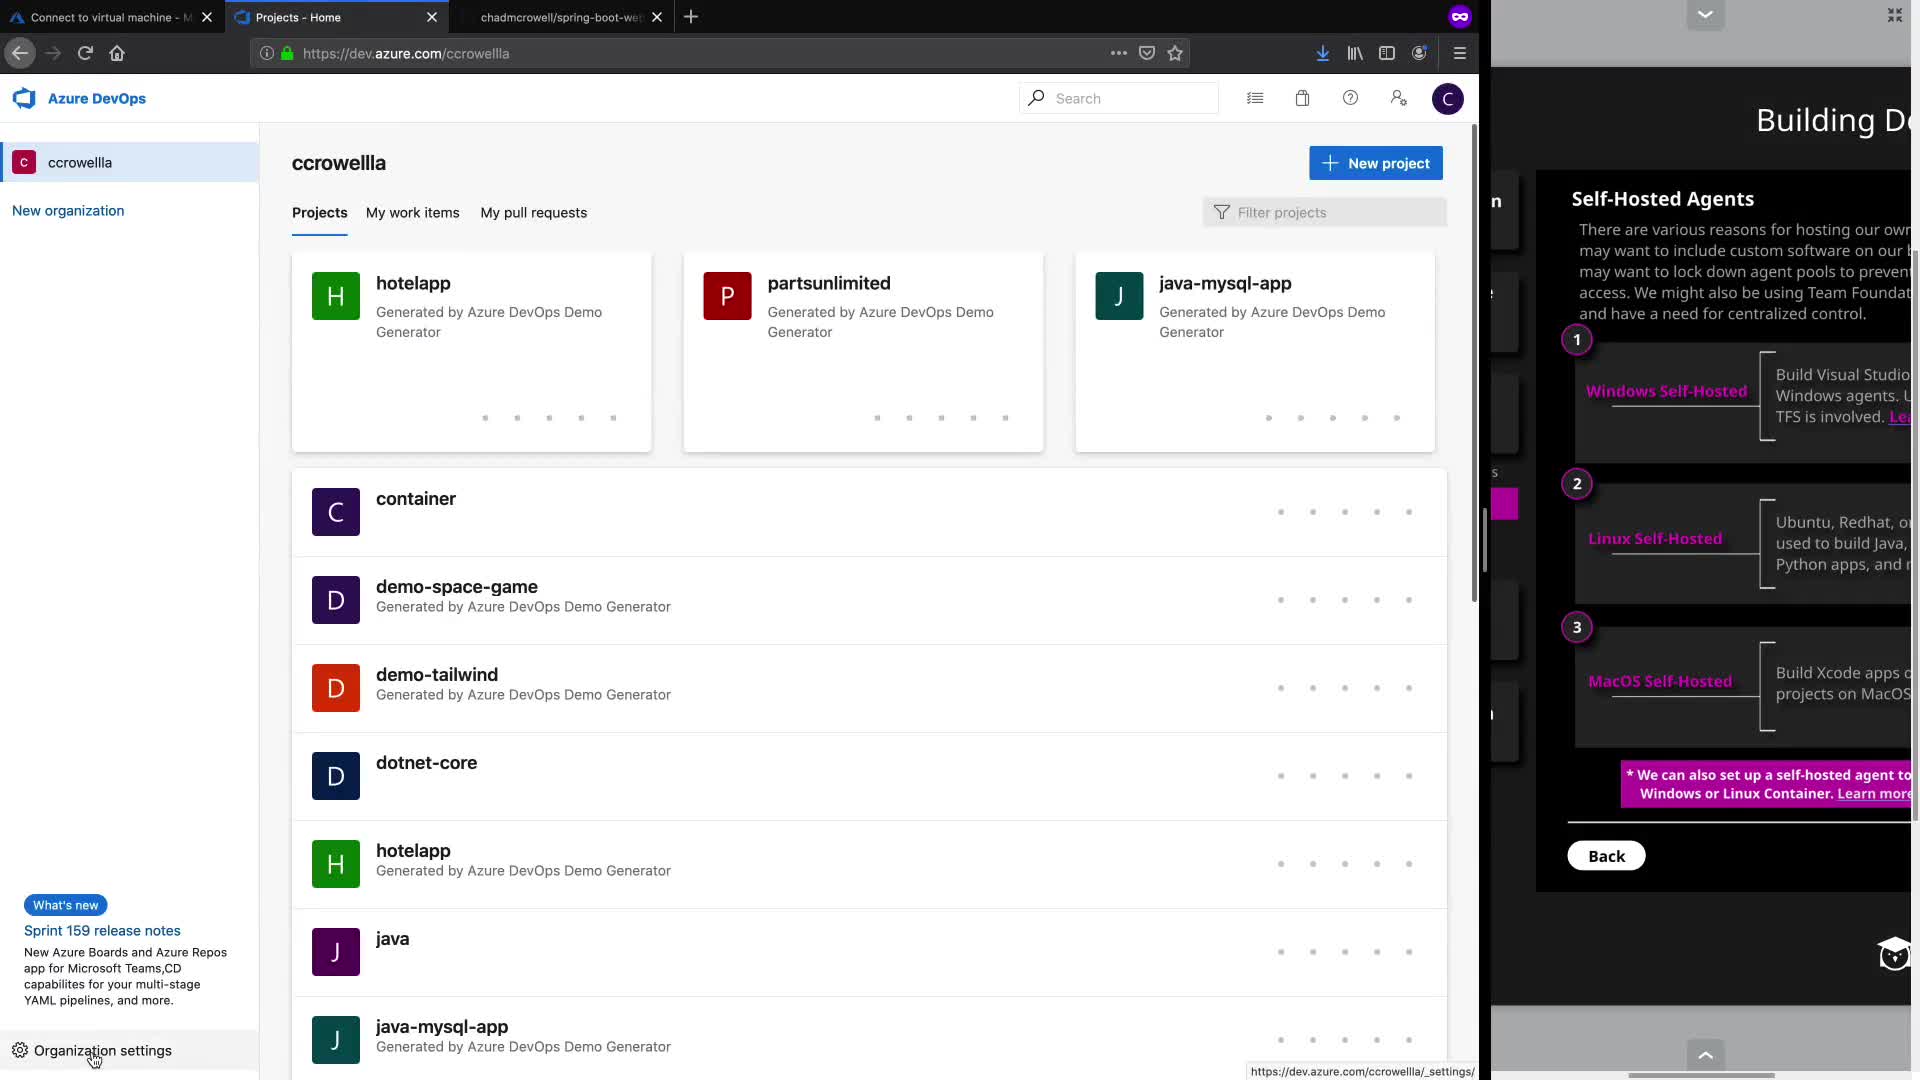 Connect to virtual machine - M
Projects - Home
chadmcrowell/spring-boot-web
https://dev.azure.com/ccrowellla
Azure DevOps
Search
C
C
ccrowellla
New organization
ccrowellla
New project
Projects
My work items
My pull requests
Filter projects
H
hotelapp
Generated by Azure DevOps Demo
Generator
P
partsunlimited
Generated by Azure DevOps Demo
Generator
J
java-mysql-app
Generated by Azure DevOps Demo
Generator
C
container
D
demo-space-game
Generated by Azure DevOps Demo Generator
D
demo-tailwind
Generated by Azure DevOps Demo Generator
D
dotnet-core
H
hotelapp
Generated by Azure DevOps Demo Generator
J
java
J
java-mysql-app
Generated by Azure DevOps Demo Generator
What's new
Sprint 159 release notes
New Azure Boards and Azure Repos
app for Microsoft Teams,CD
capabilites for your multi-stage
YAML pipelines, and more.
Organization settings
https://dev.azure.com/ccrowellla/_settings/
Building De
Self-Hosted Agents
There are various reasons for hosting our own
may want to include custom software on our b
may want to lock down agent pools to preven
access. We might also be using Team Foundat
and have a need for centralized control.
1
Windows Self-Hosted
Build Visual Studio
Windows agents. U
TFS is involved. Lea
2
Linux Self-Hosted
Ubuntu, Redhat, or
used to build Java,
Python apps, and
3
MacOS Self-Hosted
Build Xcode apps o
projects on MacOS
* We can also set up a self-hosted agent to
Windows or Linux Container. Learn more
Back